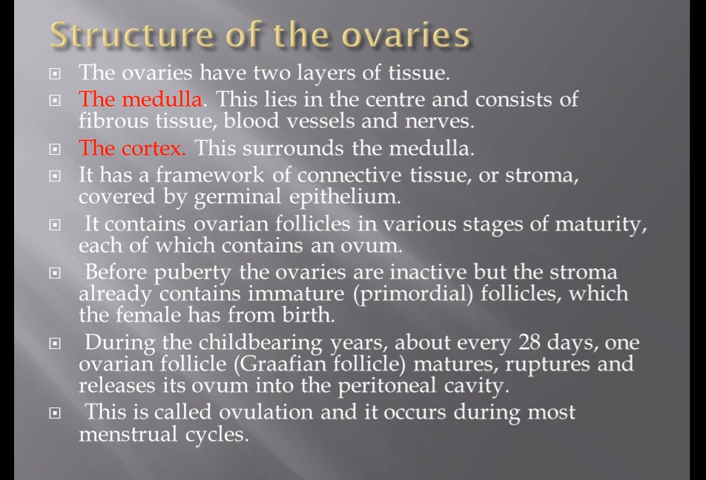 Structure of the ovaries
The ovaries have two layers of tissue.
The medulla. This lies in the centre and consists of
fibrous tissue, blood vessels and nerves.
The cortex. This surrounds the medulla.
It has a framework of connective tissue, or stroma,
covered by germinal epithelium.
It contains ovarian follicles in various stages of maturity,
each of which contains an ovum.
Before puberty the ovaries are inactive but the stroma
already contains immature (primordial) follicles, which
the female has from birth.
During the childbearing years, about every 28 days, one
ovarian follicle (Graafian follicle) matures, ruptures and
releases its ovum into the peritoneal cavity.
This is called ovulation and it occurs during most
menstrual cycles.